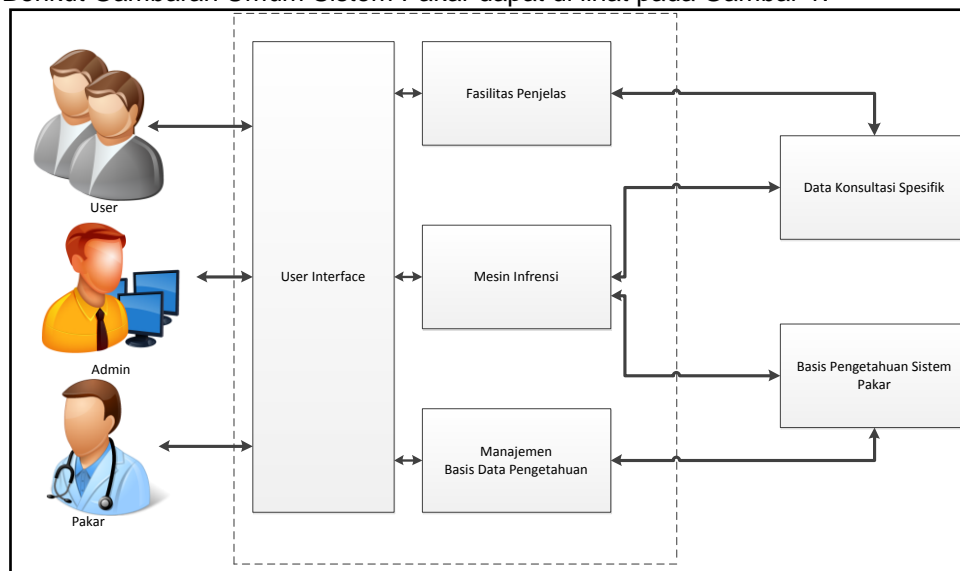 Berikut Gambaran Umum Sistem Pakar dapat di lihat pada Gambar 1.
User
Admin
Pakar
User Interface
Fasilitas Penjelas
Mesin Infrensi
Manajemen
Basis Data Pengetahuan
Data Konsultasi Spesifik
Basis Pengetahuan Sistem
Pakar